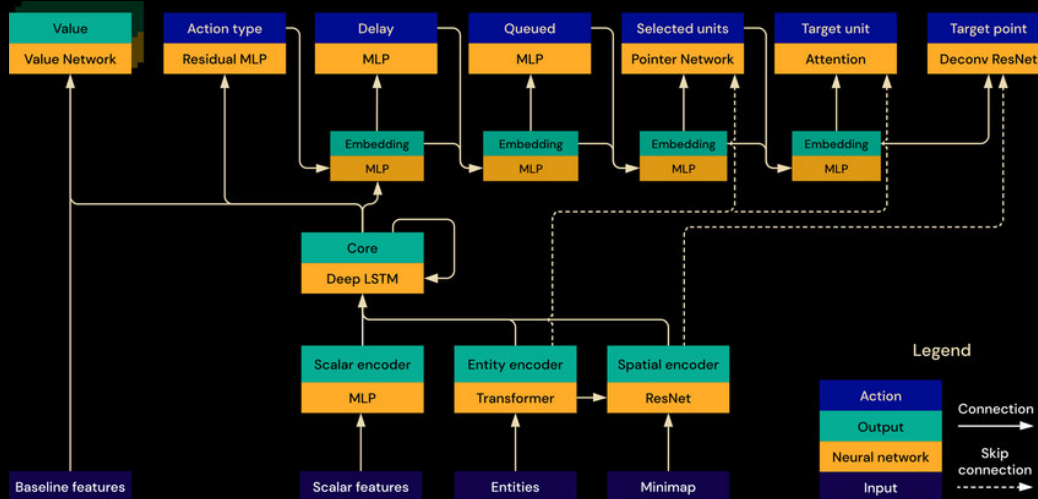 Value
Value Network
Action type
Residual MLP
Delay
MLP
Queued
MLP
Selected units
Pointer Network
Target unit
Attention
Target point
Deconv ResNet
Embedding
MLP
Embedding
MLP
Embedding
MLP
Embedding
MLP
Core
Deep LSTM
Scalar encoder
MLP
Entity encoder
Transformer
Spatial encoder
ResNet
Baseline features
Scalar features
Entities
Minimap
Legend
Action
Output
Neural network
Input
Connection
Skip
connection